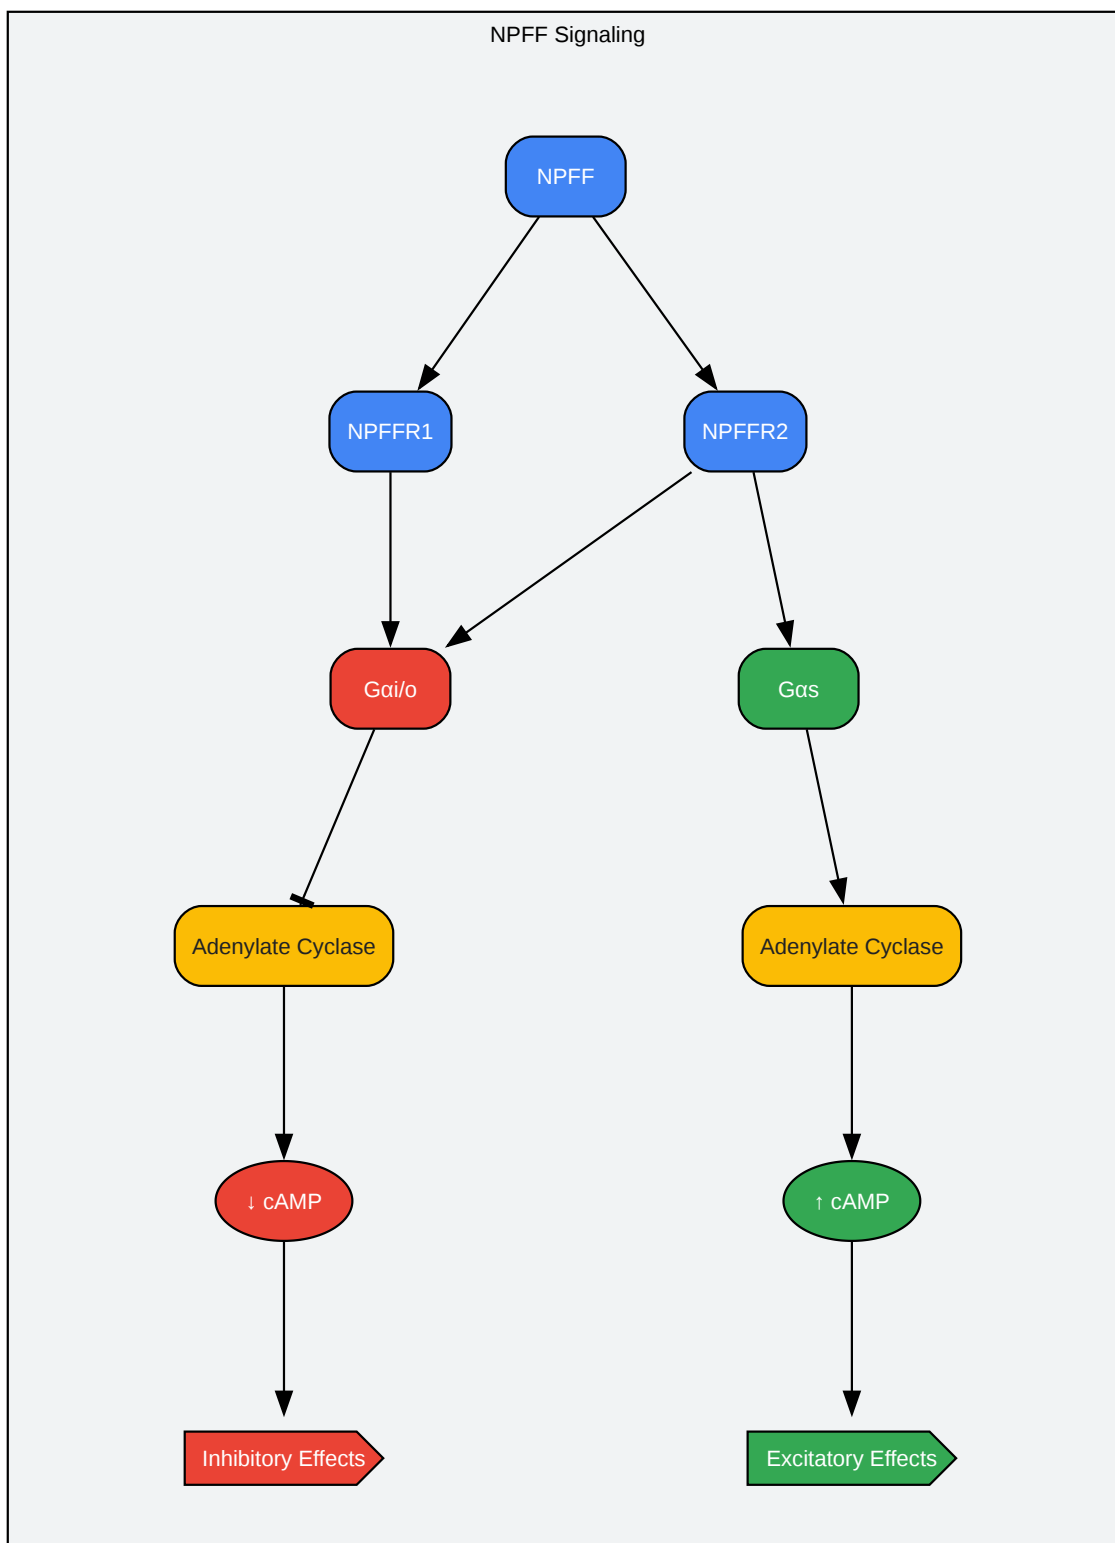 NPFF Signaling
NPFF
NPFFR1
NPFFR2
Gαi/o
Gαs
Adenylate Cyclase
Adenylate Cyclase
↓ cAMP
↑ cAMP
Inhibitory Effects
Excitatory Effects